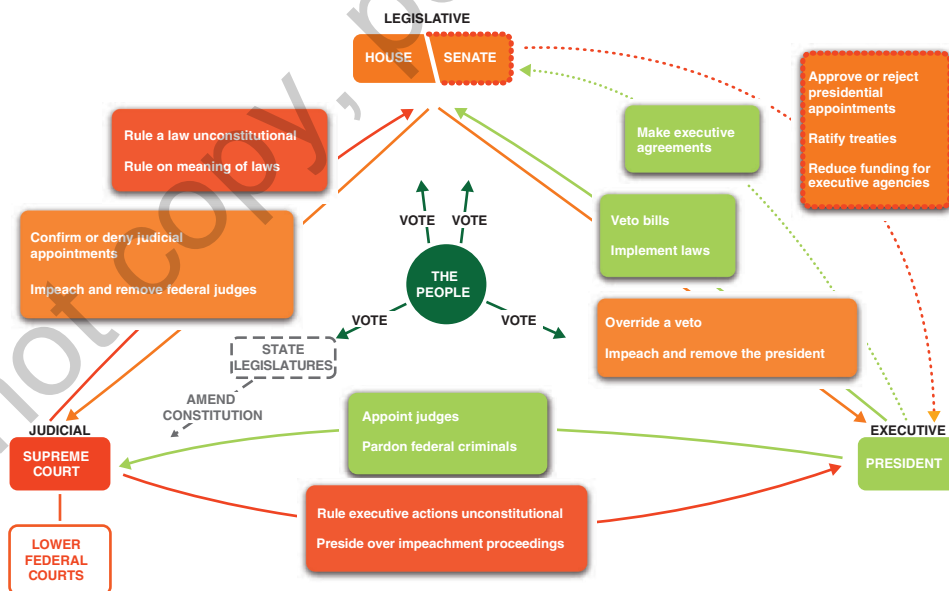 LEGISLATIVE
HOUSE
SENATE
Approve or reject
presidential
appointments
Ratify treaties
Reduce funding for
executive agencies
Rule a law unconstitutional
Rule on meaning of laws
Make executive
agreements
Confirm or deny judicial
appointments
Impeach and remove federal judges
VOTE VOTE
Veto bills
Implement laws
THE
PEOPLE
VOTE
VOTE
Override a veto
Impeach and remove the president
STATE
LEGISLATURES
AMEND
CONSTITUTION
Appoint judges
Pardon federal criminals
JUDICIAL
SUPREME
COURT
EXECUTIVE
PRESIDENT
Rule executive actions unconstitutional
Preside over impeachment proceedings
LOWER
FEDERAL
COURTS
not copy, p